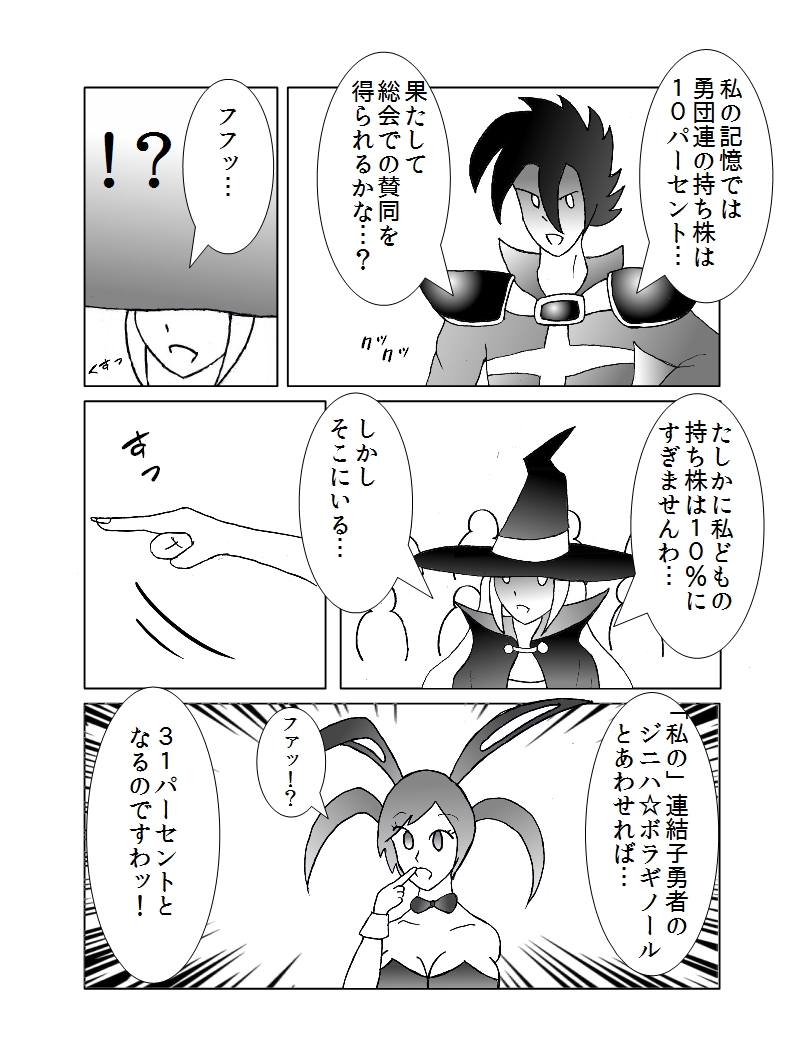 私の記憶では
勇団連の持ち株は
１０パーセント…
果たして
総会での賛同を
得られるかな…？
クックックッ
フフッ…
！？
くすっ
たしかに私どもの
持ち株は１０％に
すぎませんわ…
しかし
そこにいる…
すっ
「私の」連結子勇者の
ジニハ☆ボラギノール
とあわせれば…
ファッ！？
３１パーセントと
なるのですわッ！